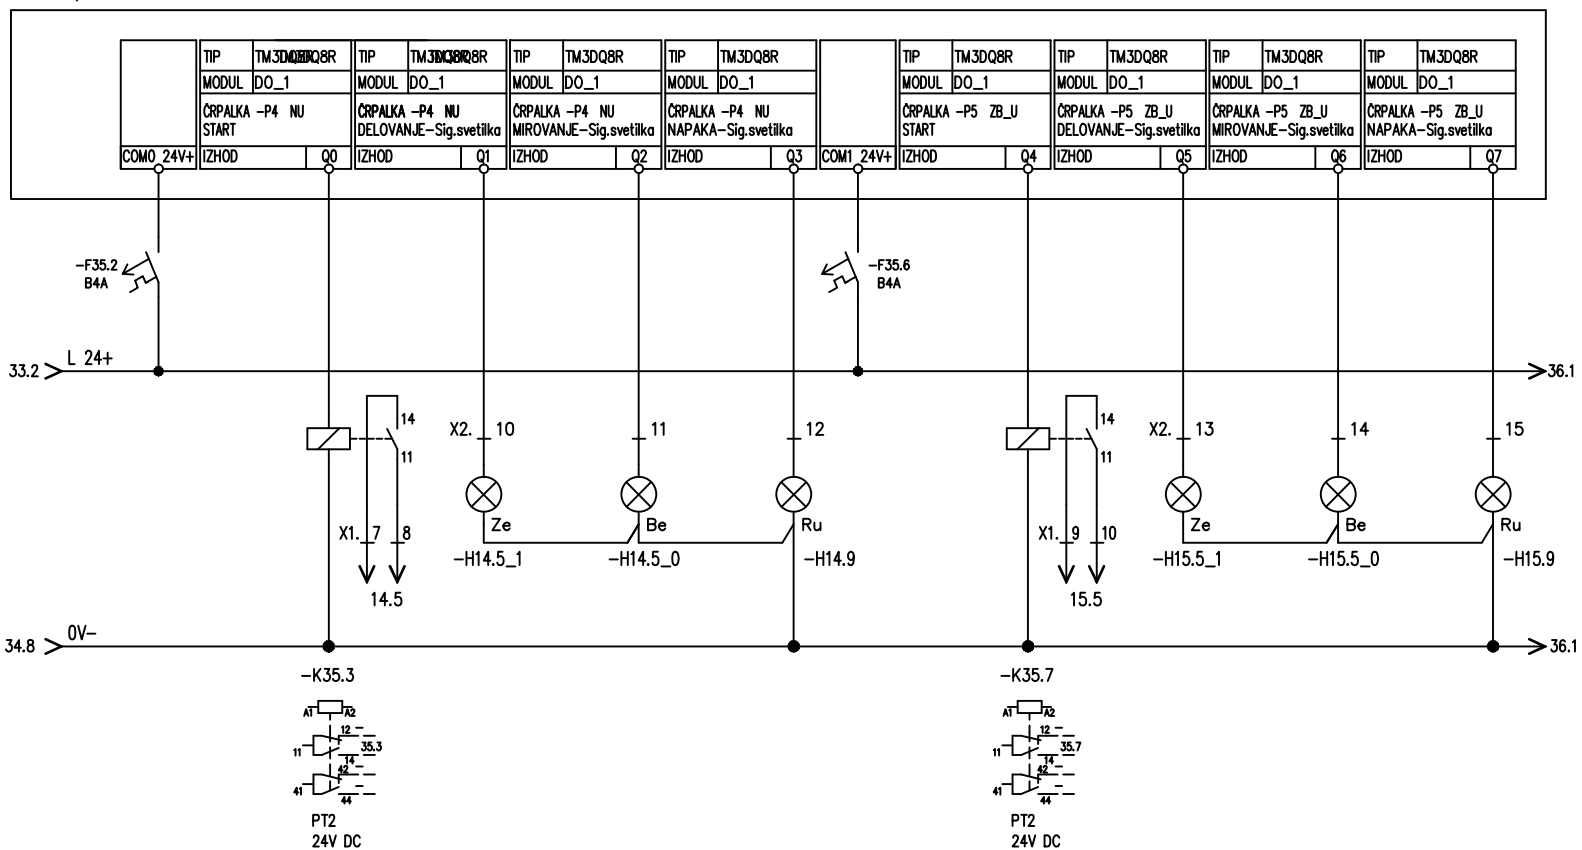 TIP TM3DQ8R TIP TM3DQ8R TIP TM3DQ8R TIP TM3DQ8R TIP TM3DQ8R TIP TM3DQ8R TIP TM3DQ8R TIP TM3DQ8R
MODUL DO_1 MODUL DO_1 MODUL DO_1 MODUL DO_1 MODUL DO_1 MODUL DO_1 MODUL DO_1 MODUL DO_1
ČRPALKA -P4 NU ČRPALKA -P4 NU ČRPALKA -P4 NU ČRPALKA -P4 NU ČRPALKA -P5 ZB_U ČRPALKA -P5 ZB_U ČRPALKA -P5 ZB_U ČRPALKA -P5 ZB_U
START DELOVANJE-Sig.svetilka MIROVANJE-Sig.svetilka NAPAKA-Sig.svetilka START DELOVANJE-Sig.svetilka MIROVANJE-Sig.svetilka NAPAKA-Sig.svetilka
COM0 24V+ IZHOD Q0 IZHOD Q1 IZHOD Q2 IZHOD Q3 COM1 24V+ IZHOD Q4 IZHOD Q5 IZHOD Q6 IZHOD Q7
-F35.2 -F35.6
B4A B4A
L 24+
33.2 36.1
14 14
X2. 10 11 12 X2. 13 14 15
11 11
Ze Be Ru Ze Be Ru
X1. 7 8 X1. 9 10
-H14.5_1 -H14.5_0 -H14.9 -H15.5_1 -H15.5_0 -H15.9
14.5 15.5
0V-
34.8 36.1
-K35.3 -K35.7
A1 A2 A1 A2
12 12
11 35.3 11 35.7
14 14
42 42
41 41
44 44
PT2 PT2
24V DC 24V DC